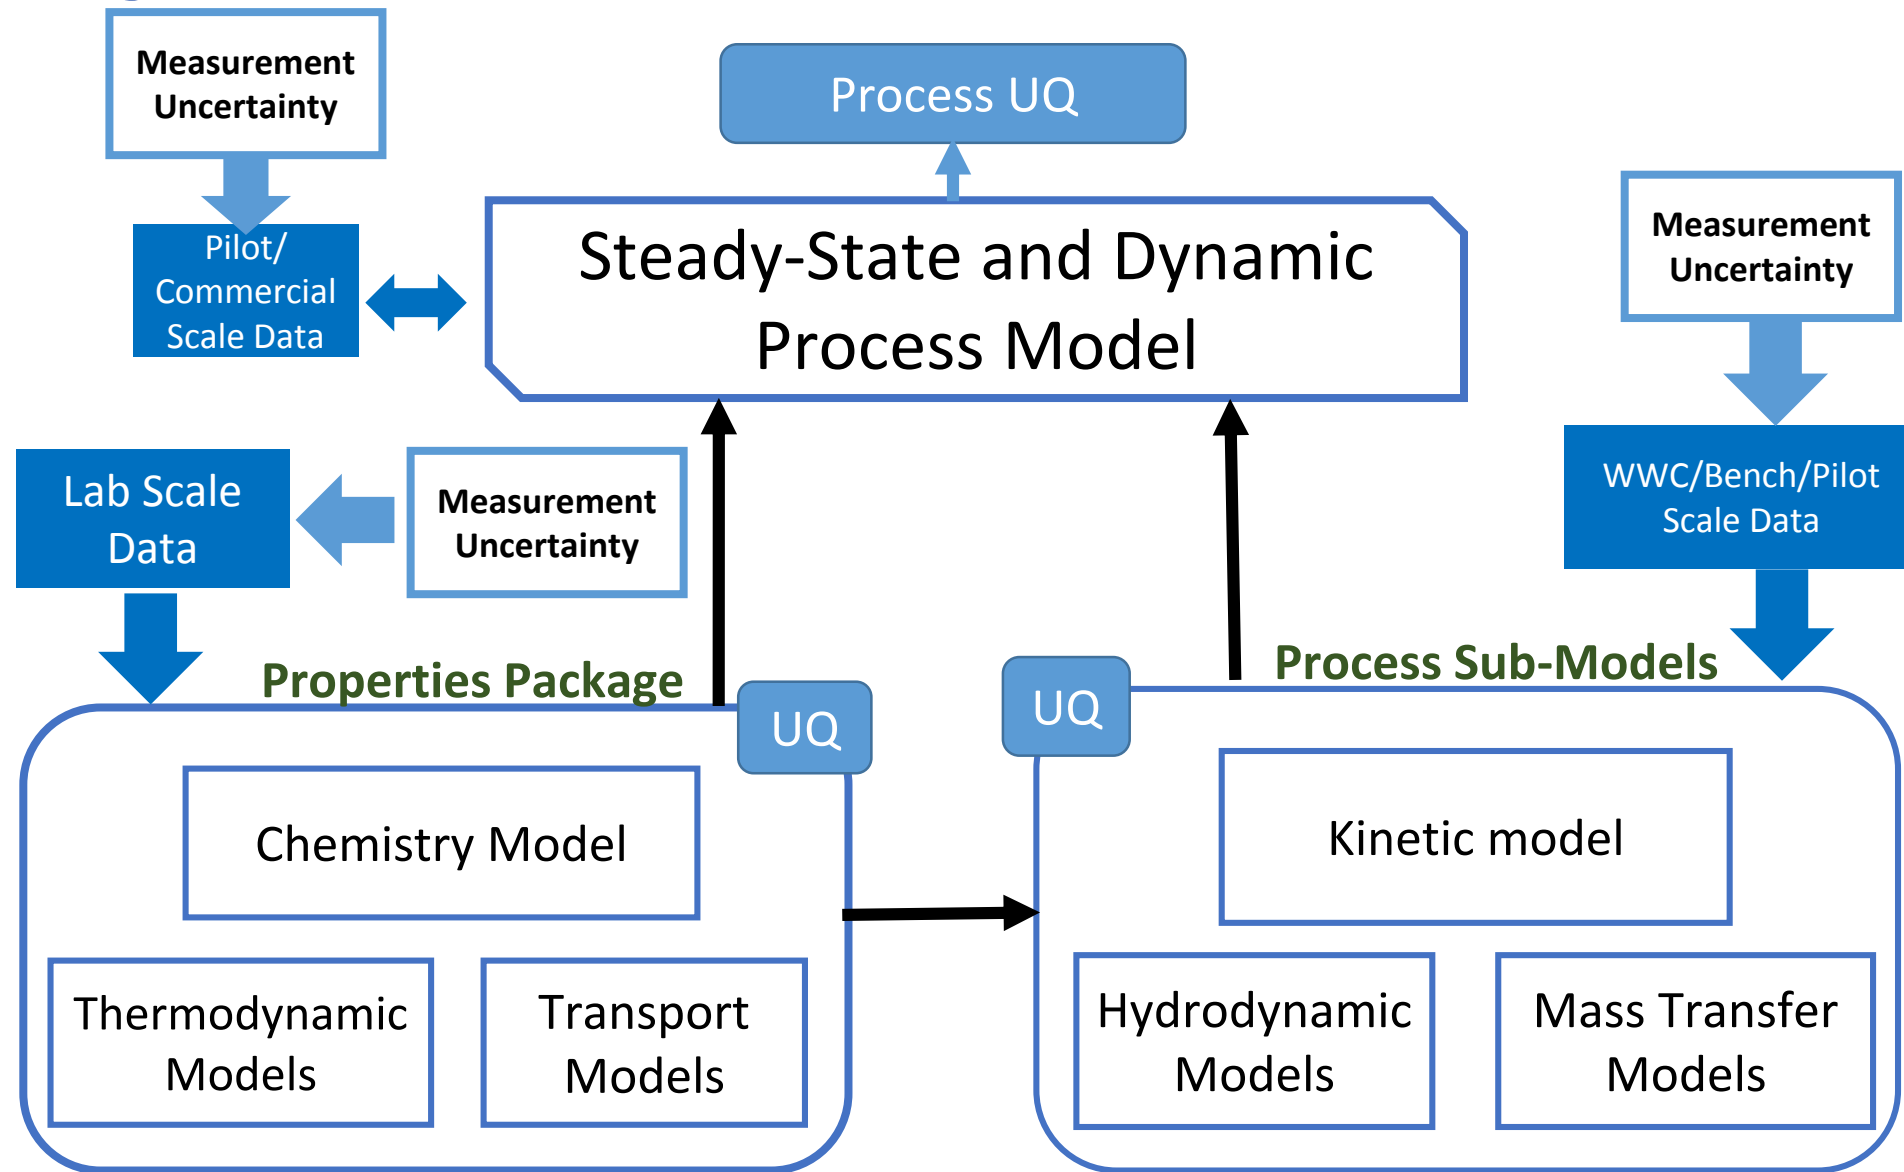 Measurement
Uncertainty
Process UQ
Pilot/
Commercial
Scale Data
Steady-State and Dynamic
Process Model
Measurement
Uncertainty
Lab Scale
Data
Measurement
Uncertainty
WWC/Bench/Pilot
Scale Data
Properties Package
UQ
UQ
Process Sub-Models
Chemistry Model
Thermodynamic
Models
Transport
Models
Kinetic model
Hydrodynamic
Models
Mass Transfer
Models